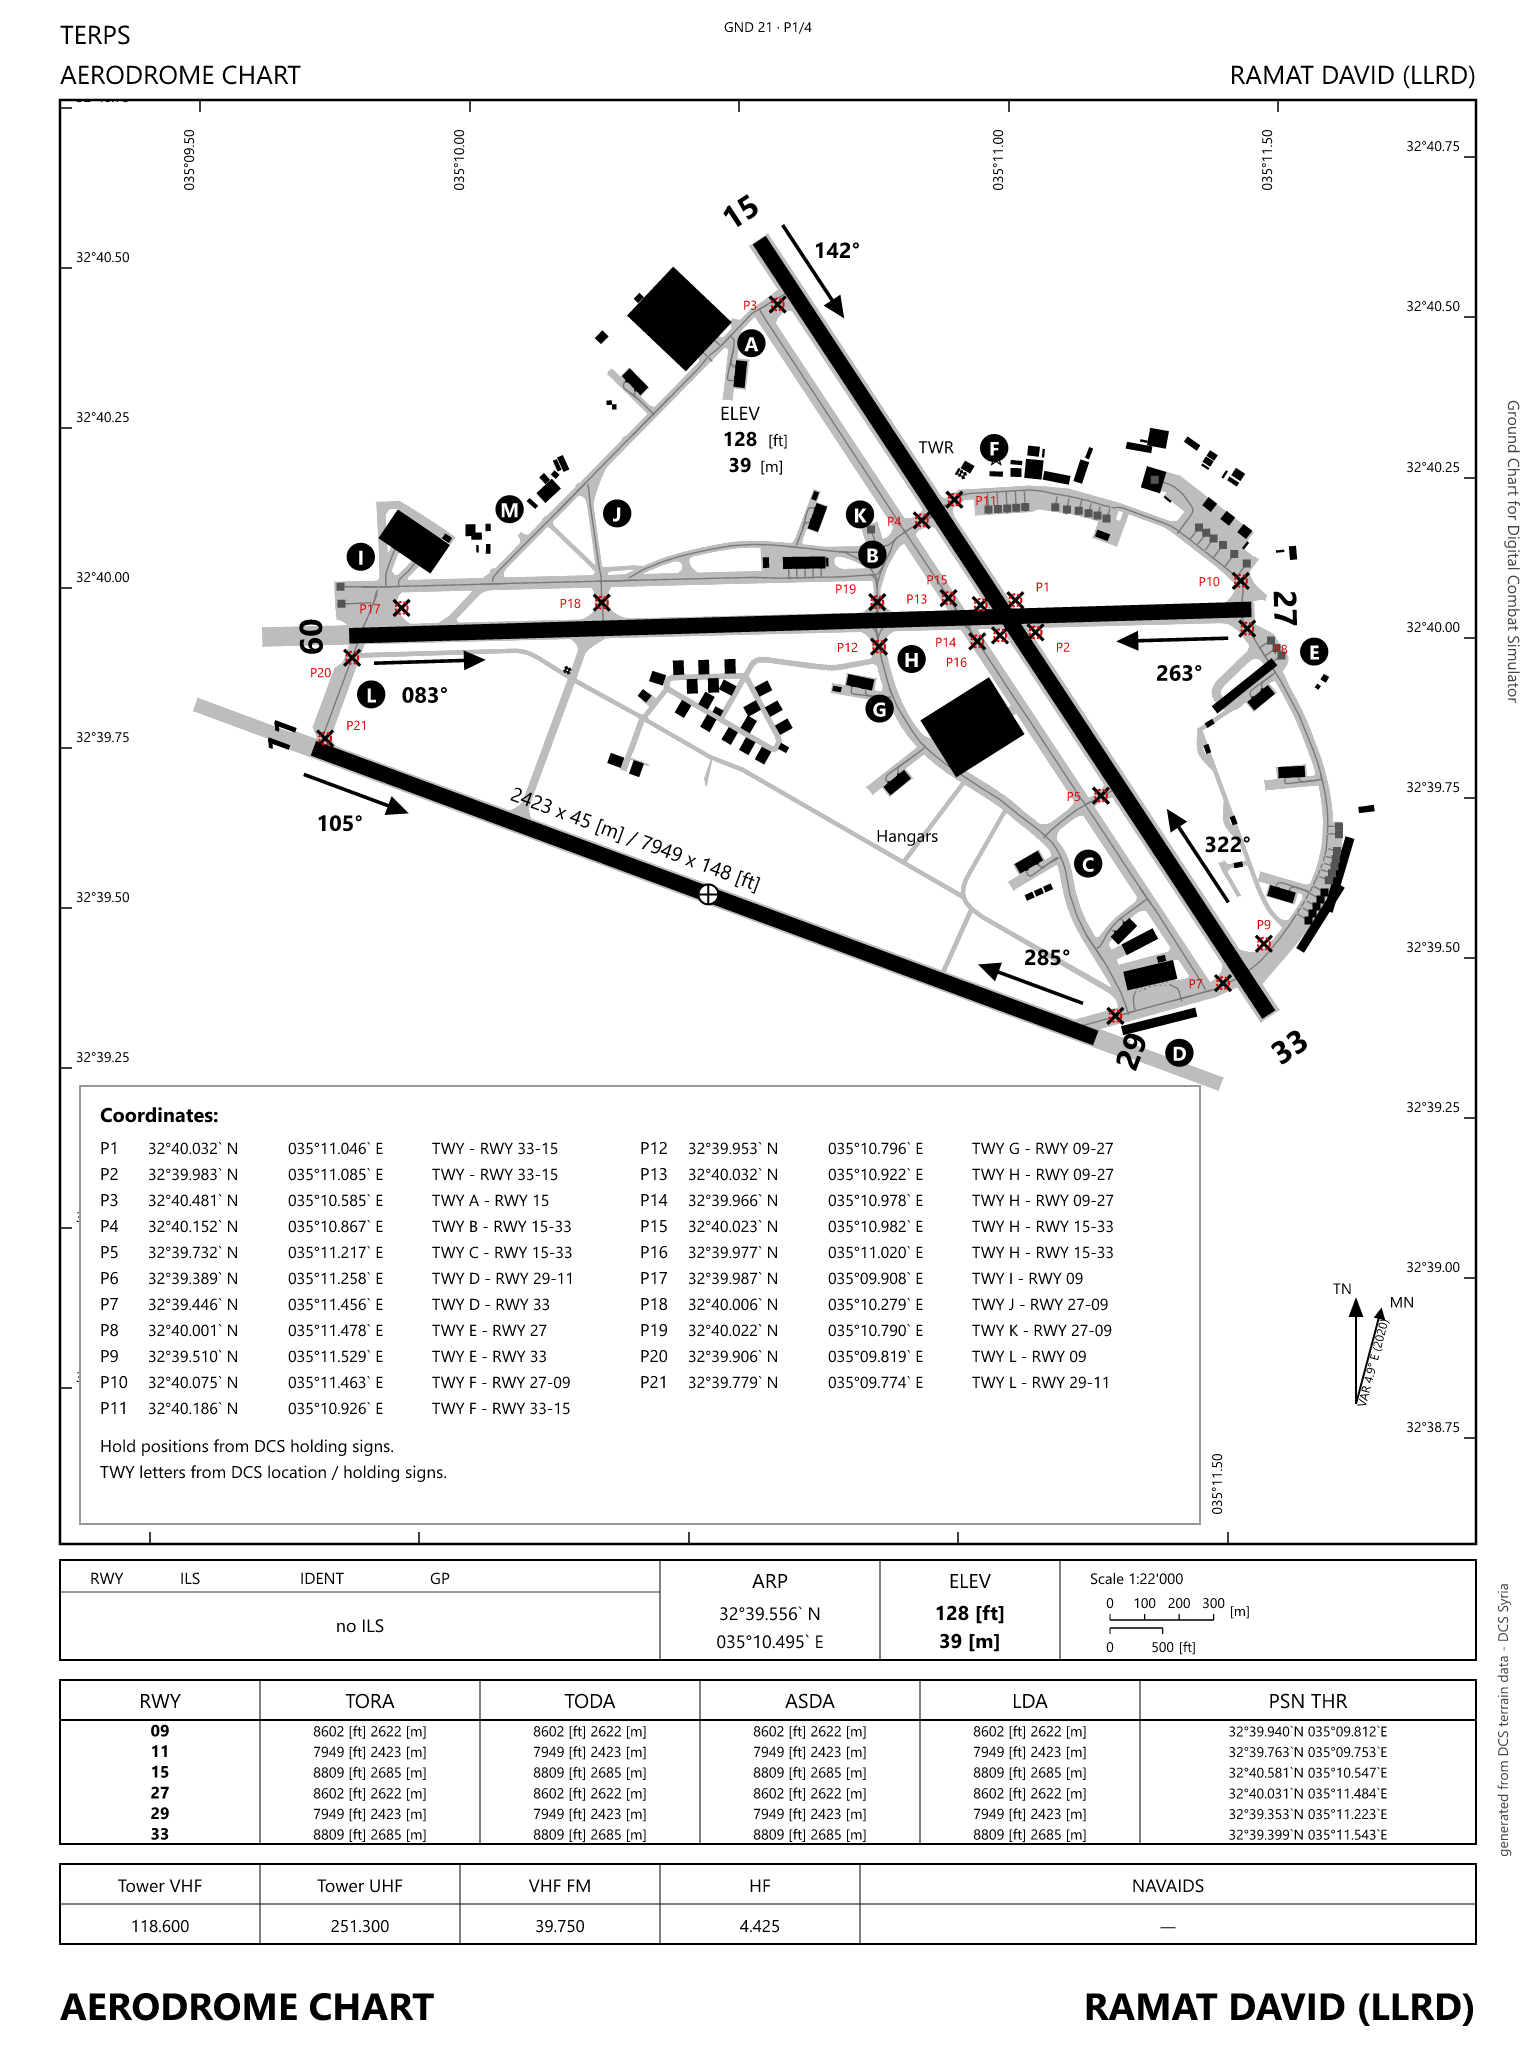 GND 21 · P1/4
TERPS
AERODROME CHART
RAMAT DAVID (LLRD)
035°09.50
035°10.00
035°11.00
035°11.50
32°40.75
32°40.50
32°40.50
32°40.25
32°40.25
32°40.00
32°40.00
32°39.75
32°39.75
32°39.50
32°39.50
32°39.25
32°39.25
32°39.00
32°38.75
035°11.50
15
142°
P3
A
ELEV
128 [ft]
39 [m]
TWR
F
M
J
K
P4
P11
I
B
P15
P1
P10
P17
P18
P19
P13
27
09
P12
H
P14
P16
P2
P8
E
P20
L
083°
263°
G
11
P21
105°
2423 x 45 [m] / 7949 x 148 [ft]
P5
Hangars
C
322°
285°
P9
P7
29
D
33
Coordinates:
P1 32°40.032` N 035°11.046` E TWY - RWY 33-15
P2 32°39.983` N 035°11.085` E TWY - RWY 33-15
P3 32°40.481` N 035°10.585` E TWY A - RWY 15
P4 32°40.152` N 035°10.867` E TWY B - RWY 15-33
P5 32°39.732` N 035°11.217` E TWY C - RWY 15-33
P6 32°39.389` N 035°11.258` E TWY D - RWY 29-11
P7 32°39.446` N 035°11.456` E TWY D - RWY 33
P8 32°40.001` N 035°11.478` E TWY E - RWY 27
P9 32°39.510` N 035°11.529` E TWY E - RWY 33
P10 32°40.075` N 035°11.463` E TWY F - RWY 27-09
P11 32°40.186` N 035°10.926` E TWY F - RWY 33-15
P12 32°39.953` N 035°10.796` E TWY G - RWY 09-27
P13 32°40.032` N 035°10.922` E TWY H - RWY 09-27
P14 32°39.966` N 035°10.978` E TWY H - RWY 09-27
P15 32°40.023` N 035°10.982` E TWY H - RWY 15-33
P16 32°39.977` N 035°11.020` E TWY H - RWY 15-33
P17 32°39.987` N 035°09.908` E TWY I - RWY 09
P18 32°40.006` N 035°10.279` E TWY J - RWY 27-09
P19 32°40.022` N 035°10.790` E TWY K - RWY 27-09
P20 32°39.906` N 035°09.819` E TWY L - RWY 09
P21 32°39.779` N 035°09.774` E TWY L - RWY 29-11
Hold positions from DCS holding signs.
TWY letters from DCS location / holding signs.
TN
MN
VAR 4.9° E (2020)
Ground Chart for Digital Combat Simulator
RWY ILS IDENT GP
no ILS
ARP
32°39.556` N
035°10.495` E
ELEV
128 [ft]
39 [m]
Scale 1:22'000
0 100 200 300 [m]
0 500 [ft]
RWY TORA TODA ASDA LDA PSN THR
09 8602 [ft] 2622 [m] 8602 [ft] 2622 [m] 8602 [ft] 2622 [m] 8602 [ft] 2622 [m] 32°39.940`N 035°09.812`E
11 7949 [ft] 2423 [m] 7949 [ft] 2423 [m] 7949 [ft] 2423 [m] 7949 [ft] 2423 [m] 32°39.763`N 035°09.753`E
15 8809 [ft] 2685 [m] 8809 [ft] 2685 [m] 8809 [ft] 2685 [m] 8809 [ft] 2685 [m] 32°40.581`N 035°10.547`E
27 8602 [ft] 2622 [m] 8602 [ft] 2622 [m] 8602 [ft] 2622 [m] 8602 [ft] 2622 [m] 32°40.031`N 035°11.484`E
29 7949 [ft] 2423 [m] 7949 [ft] 2423 [m] 7949 [ft] 2423 [m] 7949 [ft] 2423 [m] 32°39.353`N 035°11.223`E
33 8809 [ft] 2685 [m] 8809 [ft] 2685 [m] 8809 [ft] 2685 [m] 8809 [ft] 2685 [m] 32°39.399`N 035°11.543`E
generated from DCS terrain data - DCS Syria
Tower VHF Tower UHF VHF FM HF NAVAIDS
118.600 251.300 39.750 4.425 —
AERODROME CHART
RAMAT DAVID (LLRD)